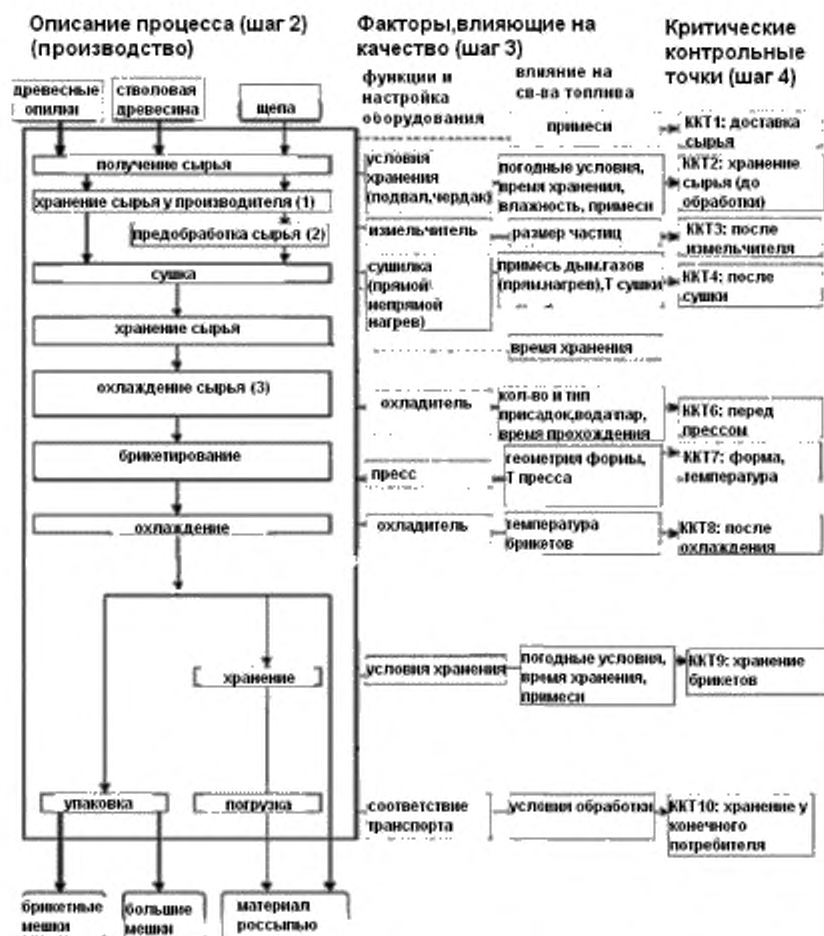 Описание процесса (шаг 2)
(производство)
Факторы,влияющие на
качество (шаг 3)
Критические
контрольные
точки (шаг 4)
функции и
настройка
оборудования
влияние на
св-ва топлива
древесные
опилки
стволовая
древесина
щепа
примеси
ККТ1: доставка
сырья
получение сырья
условия
хранения
(подвал,чердак)
погодные условия,
время хранения,
влажность, примеси
ККТ2: хранение
сырья (до
обработки)
хранение сырья у производителя (1)
предобработка сырья (2)
измельчитель
размер частиц
ККТ3: после
измельчителя
сушка
сушилка
(прямой
непрямой
нагрев)
примесь дым.газов
(прям.нагрев),Т сушки
ККТ4: после
сушки
хранение сырья
время хранения
охлаждение сырья (3)
охладитель
кол-во и тип
присадок,вода/пар,
время прохождения
ККТ6: перед
прессом
брикетирование
пресс
геометрия формы,
Т пресса
ККТ7: форма,
температура
охлаждение
охладитель
температура
брикетов
ККТ8: после
охлаждения
хранение
условия хранения
погодные условия,
время хранения,
примеси
ККТ9: хранение
брикетов
упаковка
погрузка
соответствие
транспорта
условия обработки
ККТ10: хранение у
конечного
потребителя
брикетные
мешки
большие
мешки
материал
россыпью